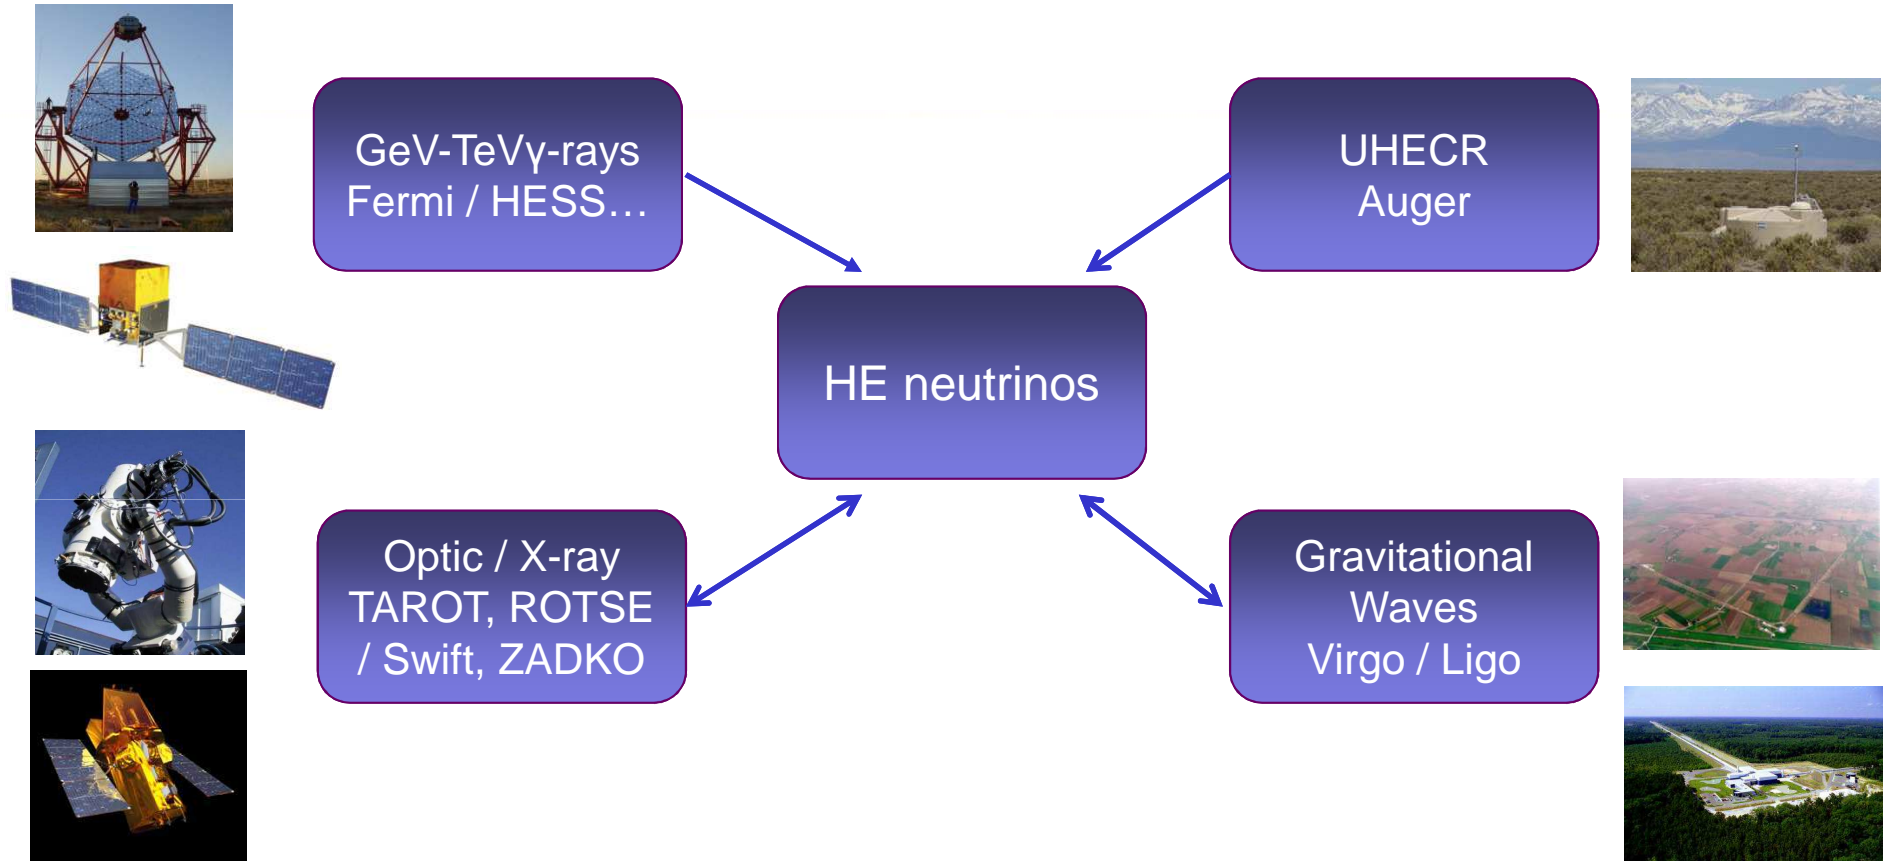 GeV-TeVγ-rays
Fermi / HESS…
UHECR
Auger
HE neutrinos
Optic / X-ray
TAROT, ROTSE
/ Swift, ZADKO
Gravitational
Waves
Virgo / Ligo